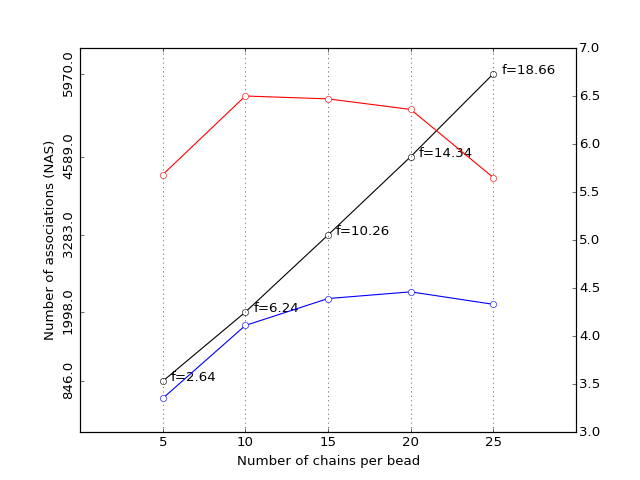 7.0
5970.0
f=18.66
6.5
4589.0
f=14.34
6.0
5.5
Number of associations (NAS)
3283.0
f=10.26
5.0
4.5
1998.0
f=6.24
4.0
846.0
f=2.64
3.5
3.0
5 10 15 20 25
Number of chains per bead